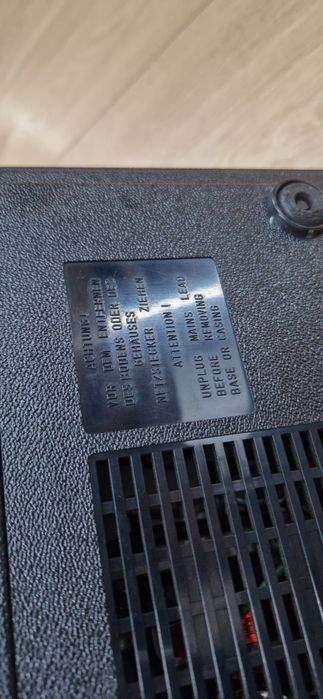 ACHTUNG!
VOR DEM ENTFERNEN
DES BODENS ODER DES
GEHÄUSES
NETZSTECKER ZIEHEN
ATTENTION!
UNPLUG MAINS LEAD
BEFORE REMOVING
BASE OR CASING